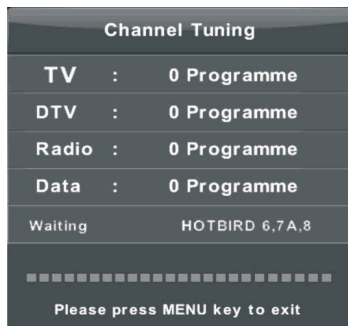 Channel Tuning
TV : 0 Programme
DTV : 0 Programme
Radio : 0 Programme
Data : 0 Programme
Waiting HOTBIRD 6,7A,8
Please press MENU key to exit